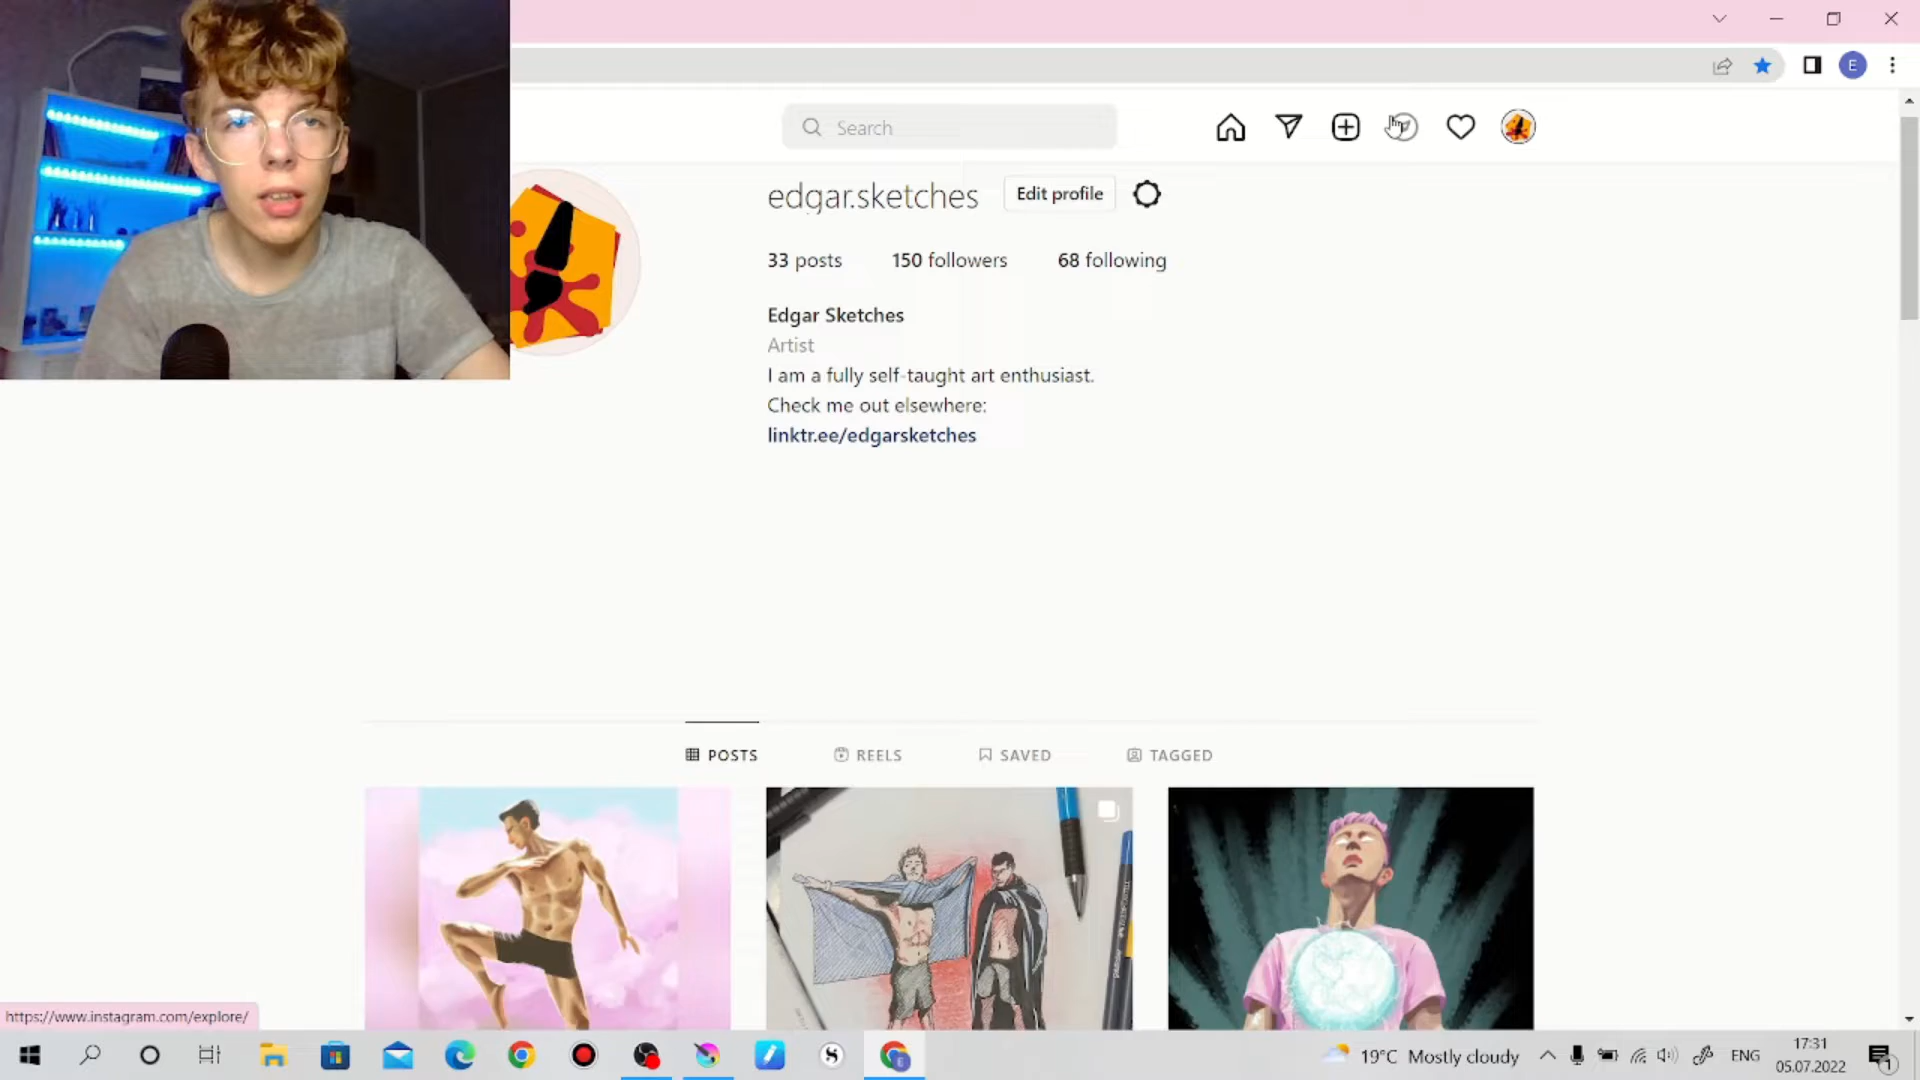 E
Search
edgar.sketches Edit profile
33 posts 150 followers 68 following
Edgar Sketches
Artist
I am a fully self-taught art enthusiast.
Check me out elsewhere:
linktr.ee/edgarsketches
POSTS REELS SAVED TAGGED
https://www.instagram.com/explore/
19°C Mostly cloudy ENG 17:31
05.07.2022
1